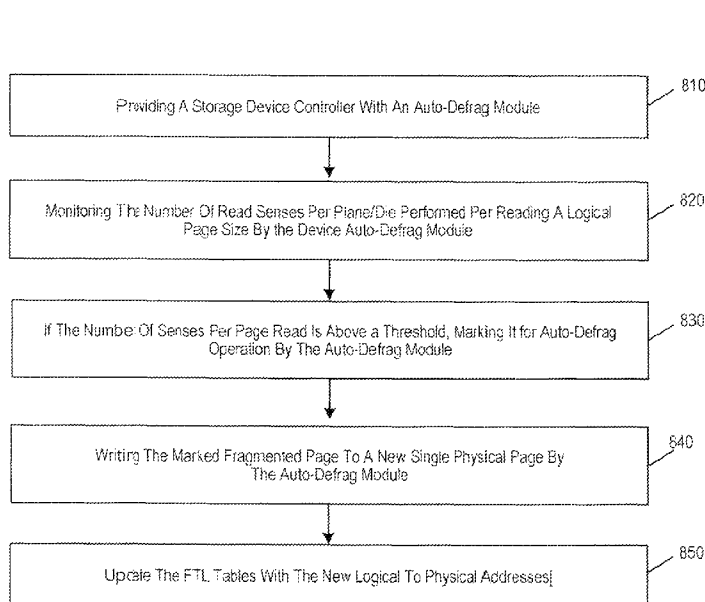 Providing A Storage Device Controller With An Auto-Defrag Module
810
Monitoring The Number Of Read Senses Per Plane/Die Performed Per Reading A Logical
Page Size By the Device Auto-Defrag Module
820
If The Number Of Senses Per Page Read Is Above a Threshold, Marking It for Auto-Defrag
Operation By The Auto-Defrag Module
830
Writing The Marked Fragmented Page To A New Single Physical Page By
The Auto-Defrag Module
840
Update The FTL Tables With The New Logical To Physical Addresses
850